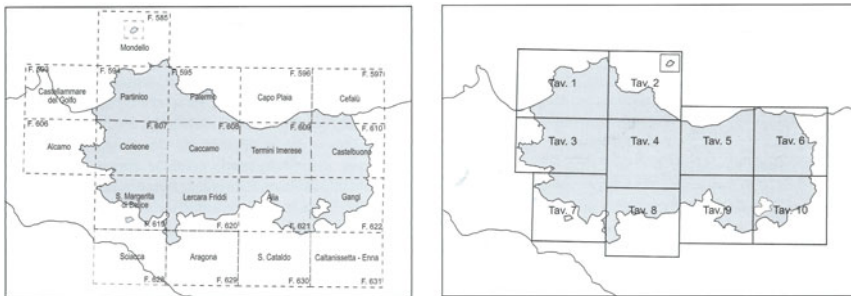 F. 585
Mondello
F. 593
F. 594
F. 595
F. 596
F. 597
Castellammare
del Golfo
Partinico
Palermo
Capo Plaia
Cefalù
F. 606
F. 607
F. 608
F. 609
F. 610
Alcamo
Corleone
Caccamo
Termini Imerese
Castelbuono
S. Margerita
di Belice
Lercara Friddi
Alia
Gangi
F. 619
F. 620
F. 621
F. 622
Sciacca
Aragona
S. Cataldo
Caltanissetta - Enna
F. 628
F. 629
F. 630
F. 631
Tav. 1
Tav. 2
Tav. 3
Tav. 4
Tav. 5
Tav. 6
Tav. 7
Tav. 8
Tav. 9
Tav. 10